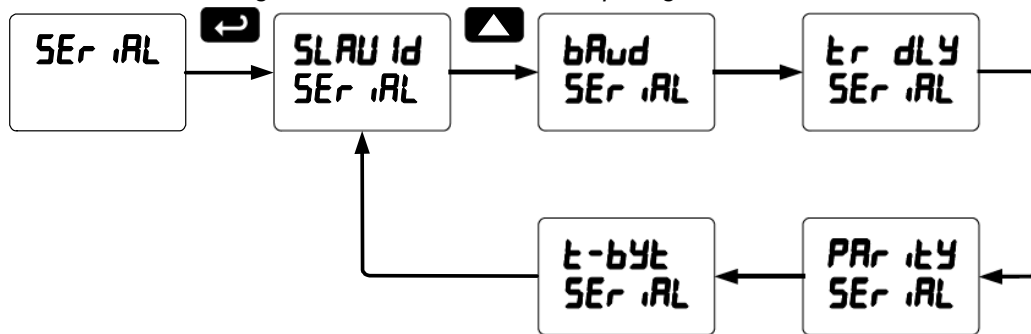 SEr iAL
SLAV Id
SEr iAL
bAud
SEr iAL
tr dLY
SEr iAL
t-bYt
SEr iAL
PAr itY
SEr iAL